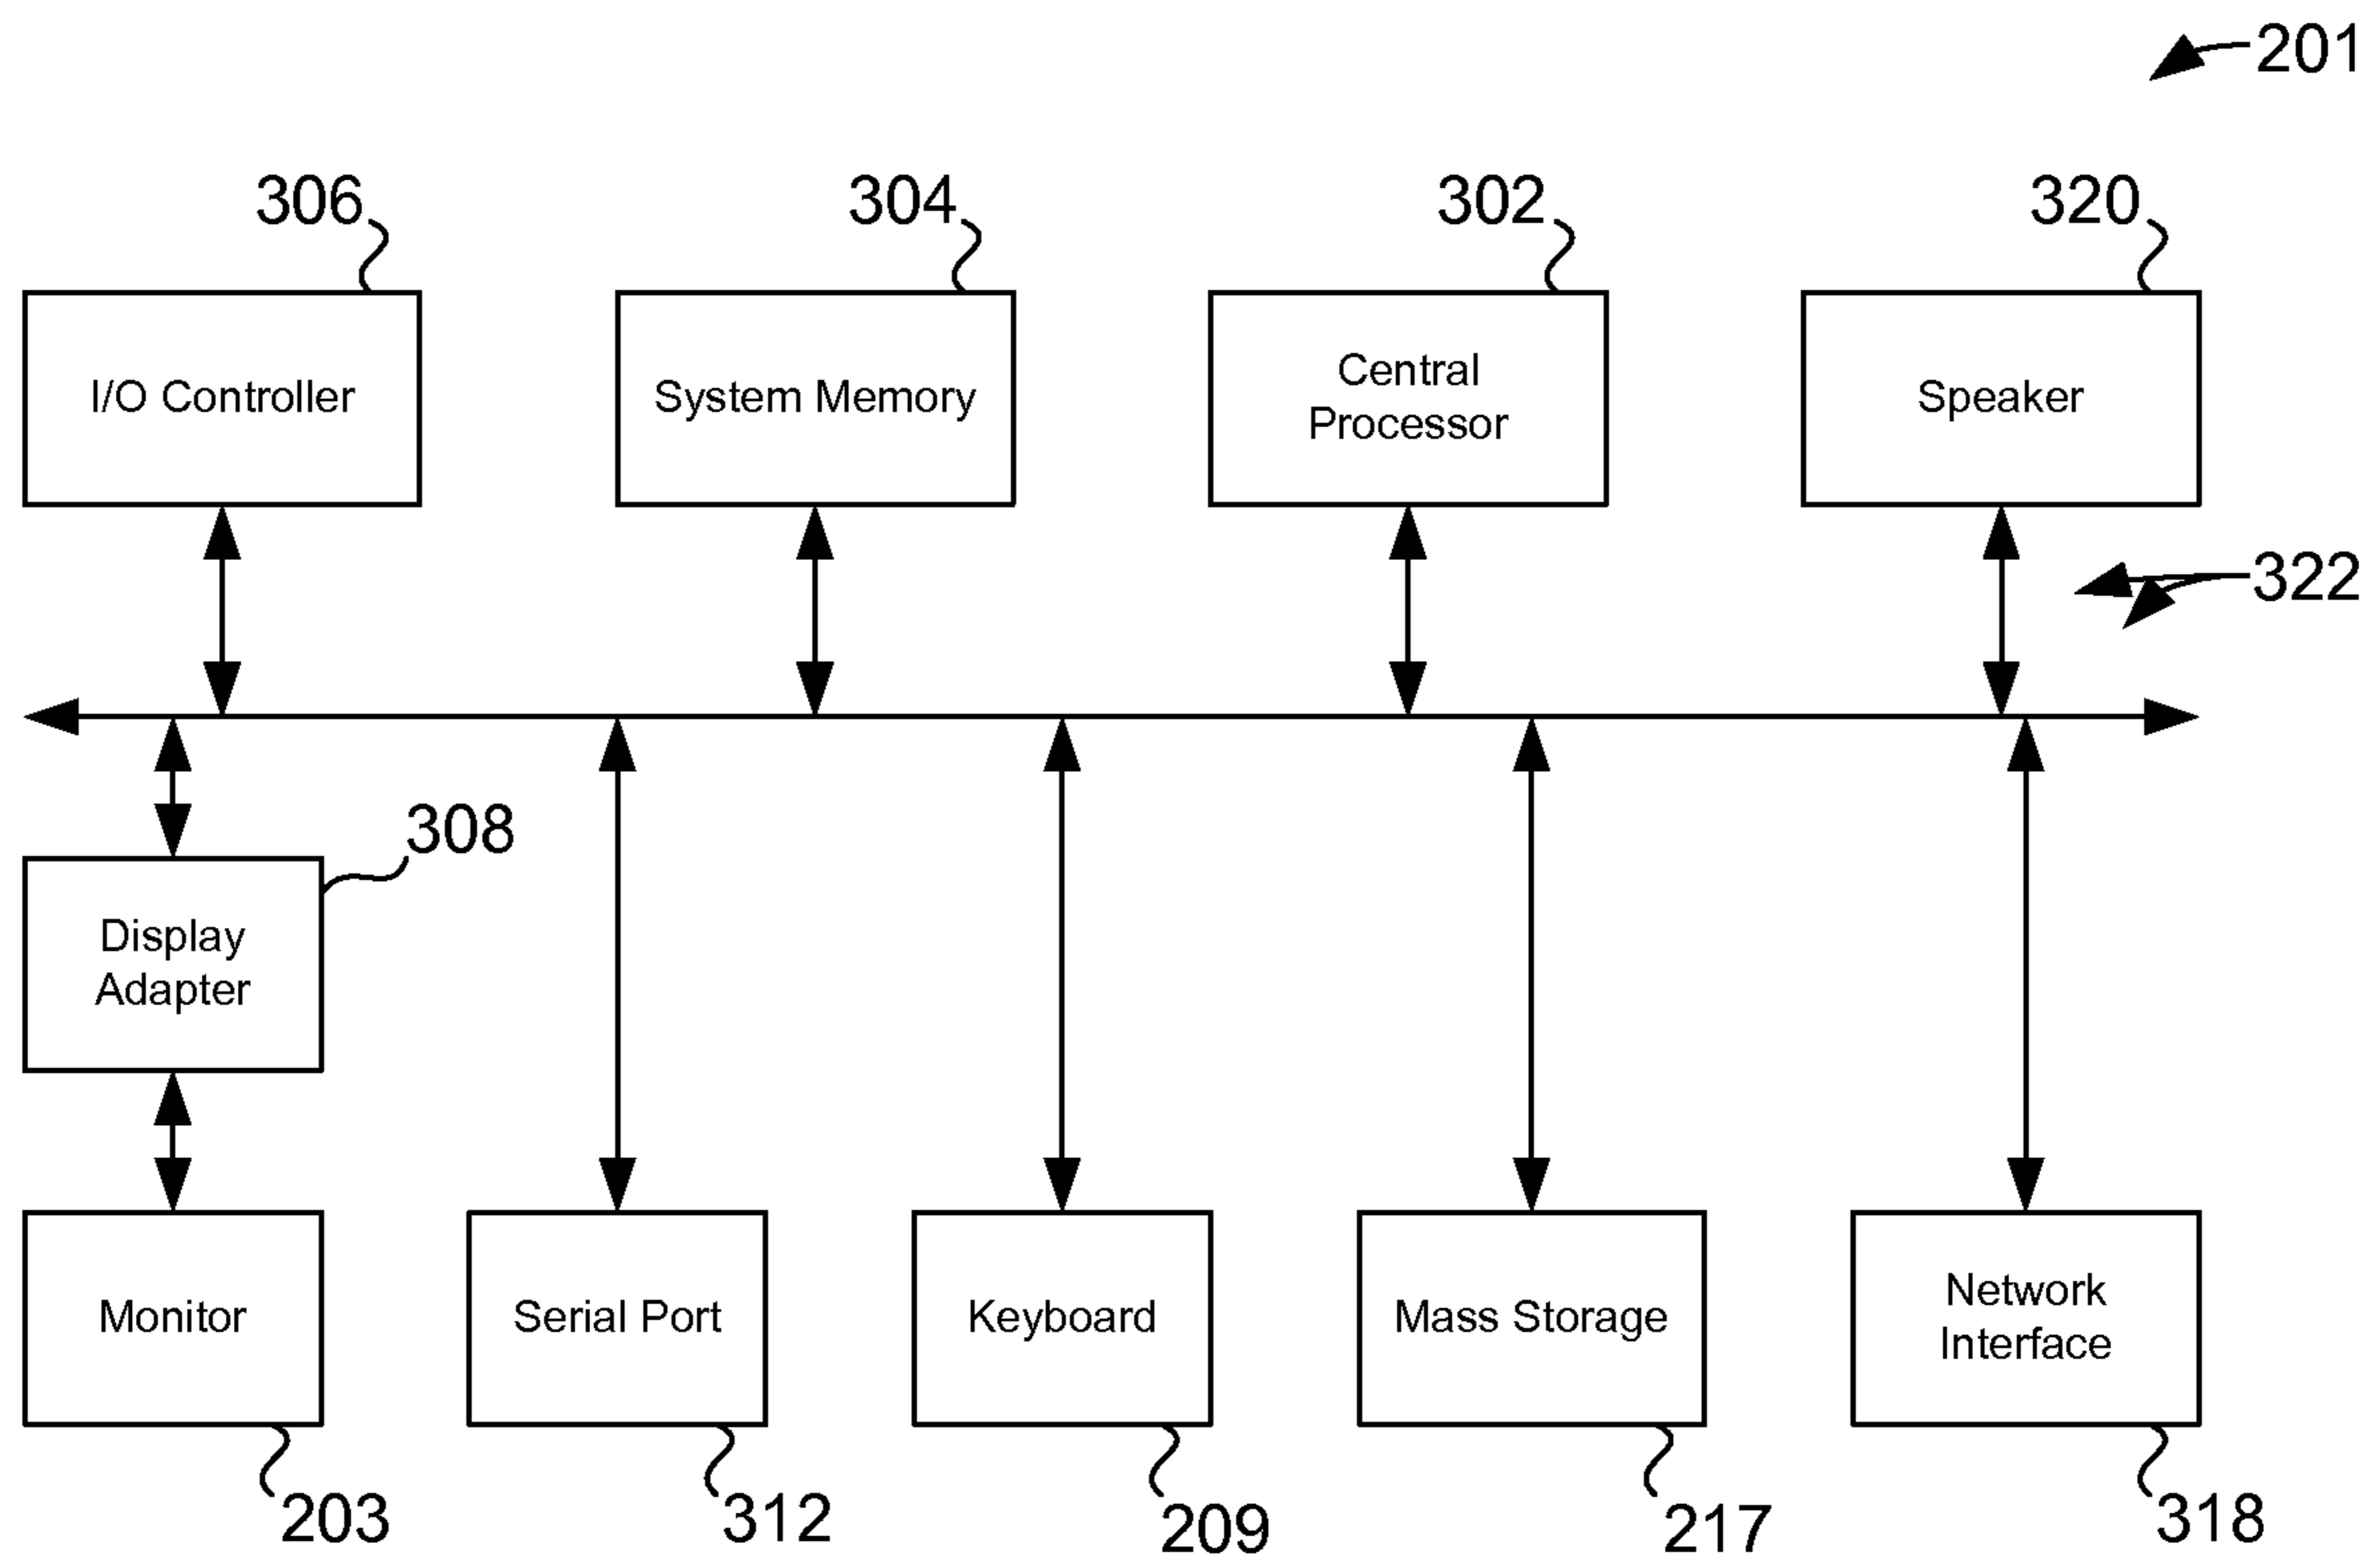 201
306
304
302
320
I/O Controller
System Memory
Central
Processor
Speaker
322
308
Display
Adapter
Monitor
Serial Port
Keyboard
Mass Storage
Network
Interface
203
312
209
217
318